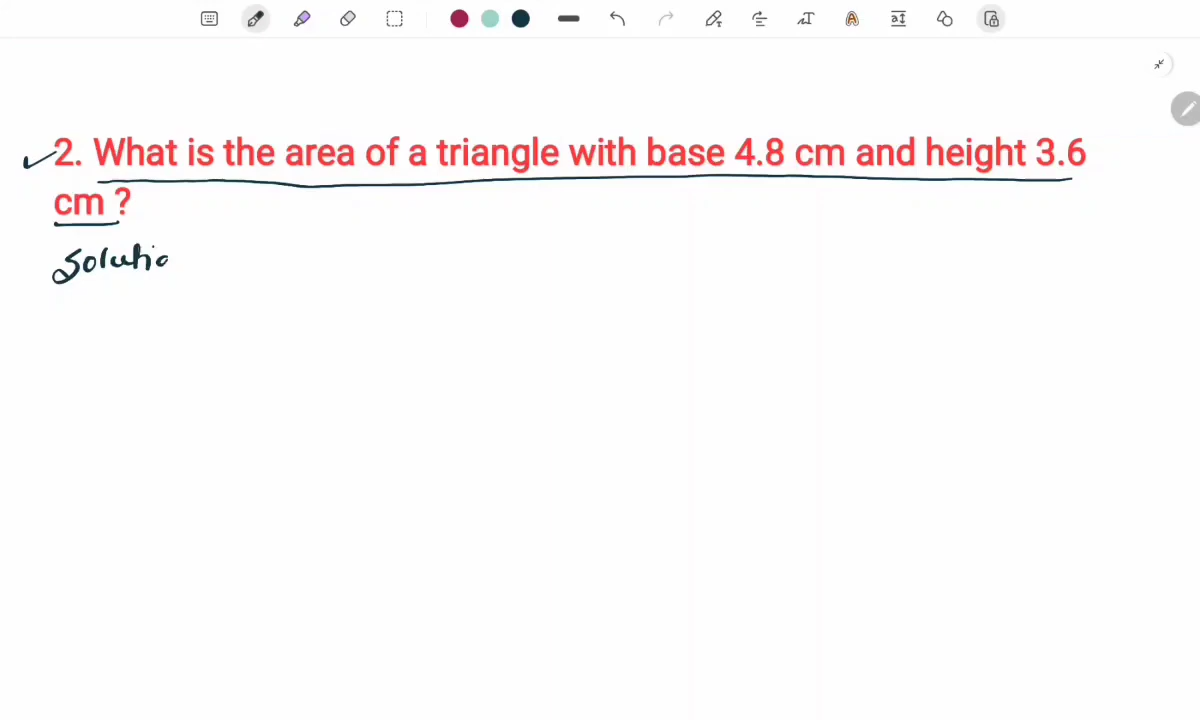 2. What is the area of a triangle with base 4.8 cm and height 3.6
cm ?
Solutio